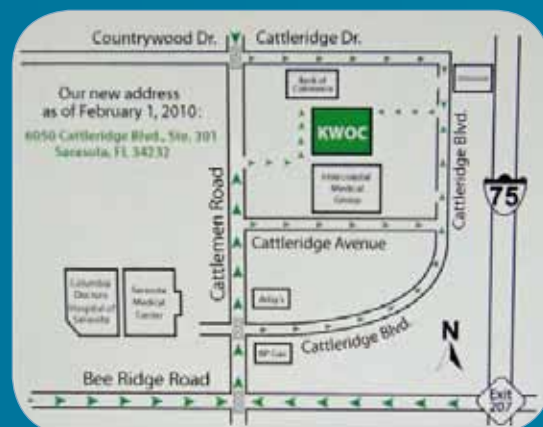 Countrywood Dr.
Cattleridge Dr.
Our new address
as of February 1, 2010:
6050 Cattleridge Blvd., Ste. 301
Sarasota, FL 34232
Bank of
Commerce
KWOC
Intercoastal
Medical
Group
Cattleridge Blvd.
75
Cattlemen Road
Cattleridge Avenue
Columbia
Doctors
Hospital of
Sarasota
Sarasota
Medical
Center
Arby's
Cattleridge Blvd.
N
BP Gas
Bee Ridge Road
Exit
207